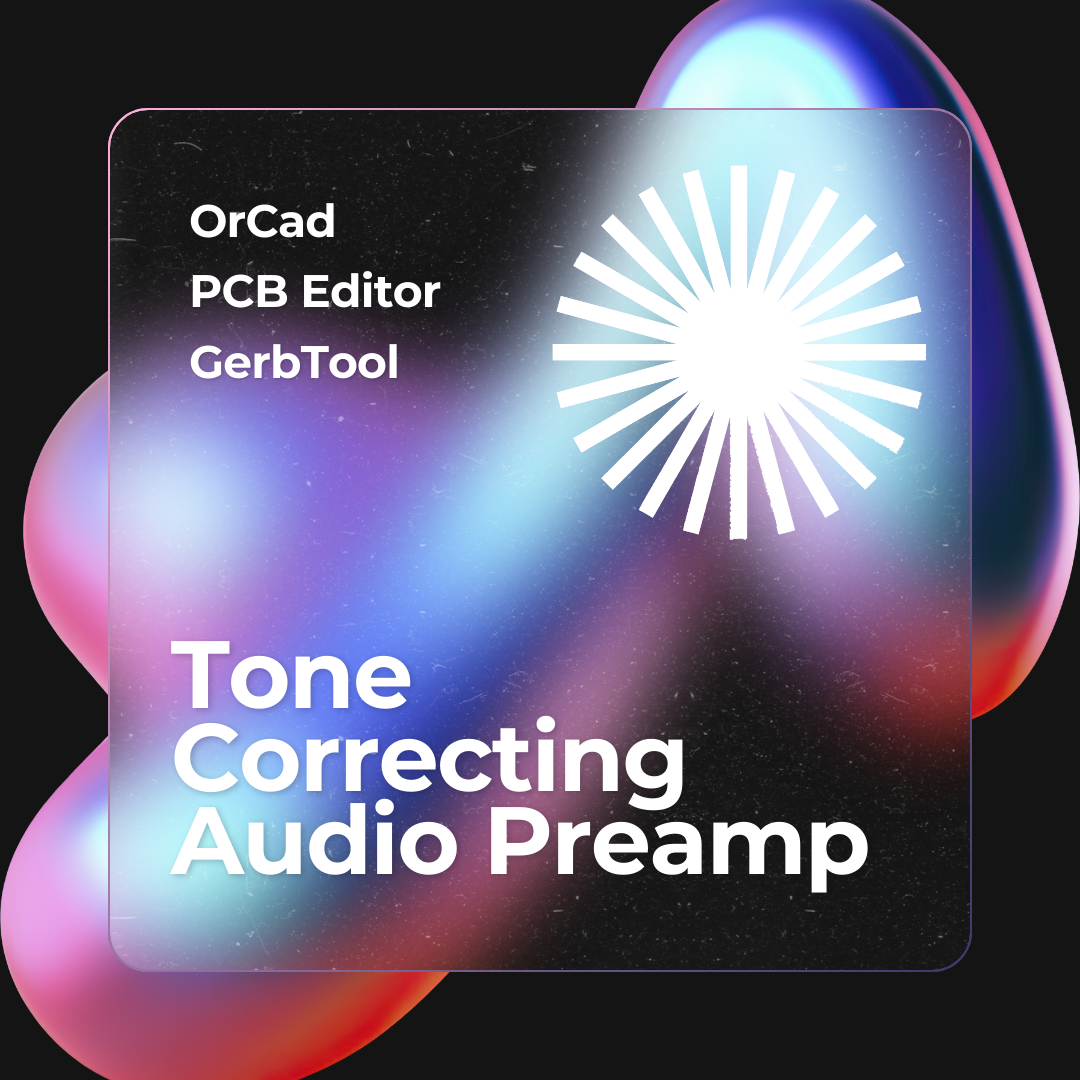 OrCad
PCB Editor
GerbTool
Tone
Correcting
Audio Preamp